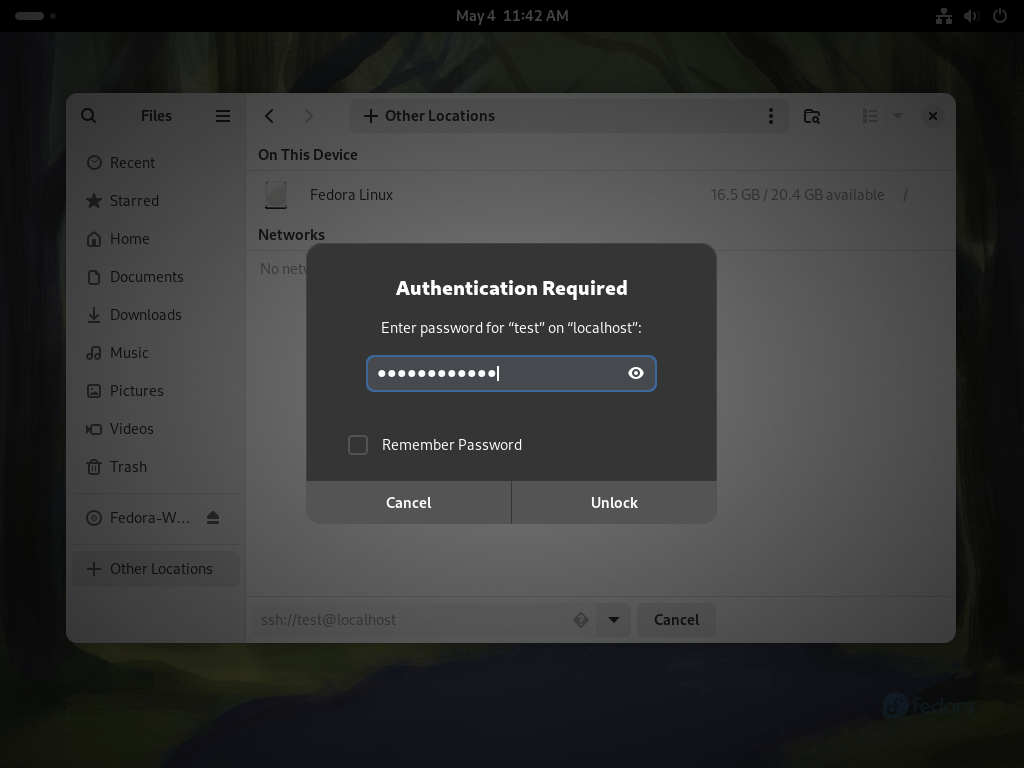 May 4 11:42 AM
Files
+ Other Locations
Recent
Starred
Home
Documents
Downloads
Music
Pictures
Videos
Trash
Fedora-W...
+ Other Locations
On This Device
Fedora Linux 16.5 GB / 20.4 GB available /
Networks
No netw
Authentication Required
Enter password for “test” on “localhost”:
●●●●●●●●●●●●
Remember Password
Cancel Unlock
ssh://test@localhost Cancel
fedora